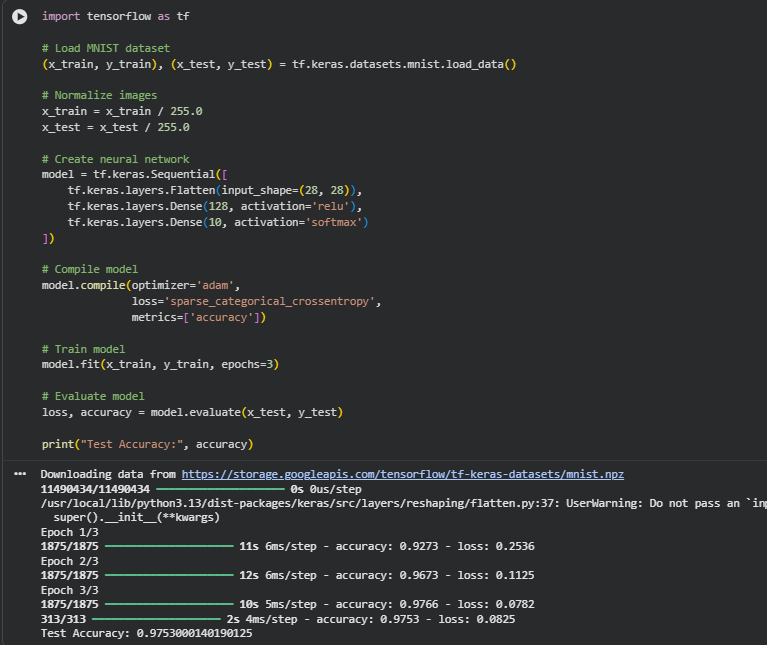 import tensorflow as tf
# Load MNIST dataset
(x_train, y_train), (x_test, y_test) = tf.keras.datasets.mnist.load_data()
# Normalize images
x_train = x_train / 255.0
x_test = x_test / 255.0
# Create neural network
model = tf.keras.Sequential([
    tf.keras.layers.Flatten(input_shape=(28, 28)),
    tf.keras.layers.Dense(128, activation='relu'),
    tf.keras.layers.Dense(10, activation='softmax')
])
# Compile model
model.compile(optimizer='adam',
              loss='sparse_categorical_crossentropy',
              metrics=['accuracy'])
# Train model
model.fit(x_train, y_train, epochs=3)
# Evaluate model
loss, accuracy = model.evaluate(x_test, y_test)
print("Test Accuracy:", accuracy)
Downloading data from https://storage.googleapis.com/tensorflow/tf-keras-datasets/mnist.npz
11490434/11490434 0s 0us/step
/usr/local/lib/python3.13/dist-packages/keras/src/layers/reshaping/flatten.py:37: UserWarning: Do not pass an
  super().__init__(**kwargs)
Epoch 1/3
1875/1875 11s 6ms/step - accuracy: 0.9273 - loss: 0.2536
Epoch 2/3
1875/1875 12s 6ms/step - accuracy: 0.9673 - loss: 0.1125
Epoch 3/3
1875/1875 10s 5ms/step - accuracy: 0.9766 - loss: 0.0782
313/313 2s 4ms/step - accuracy: 0.9753 - loss: 0.0825
Test Accuracy: 0.9753000140190125